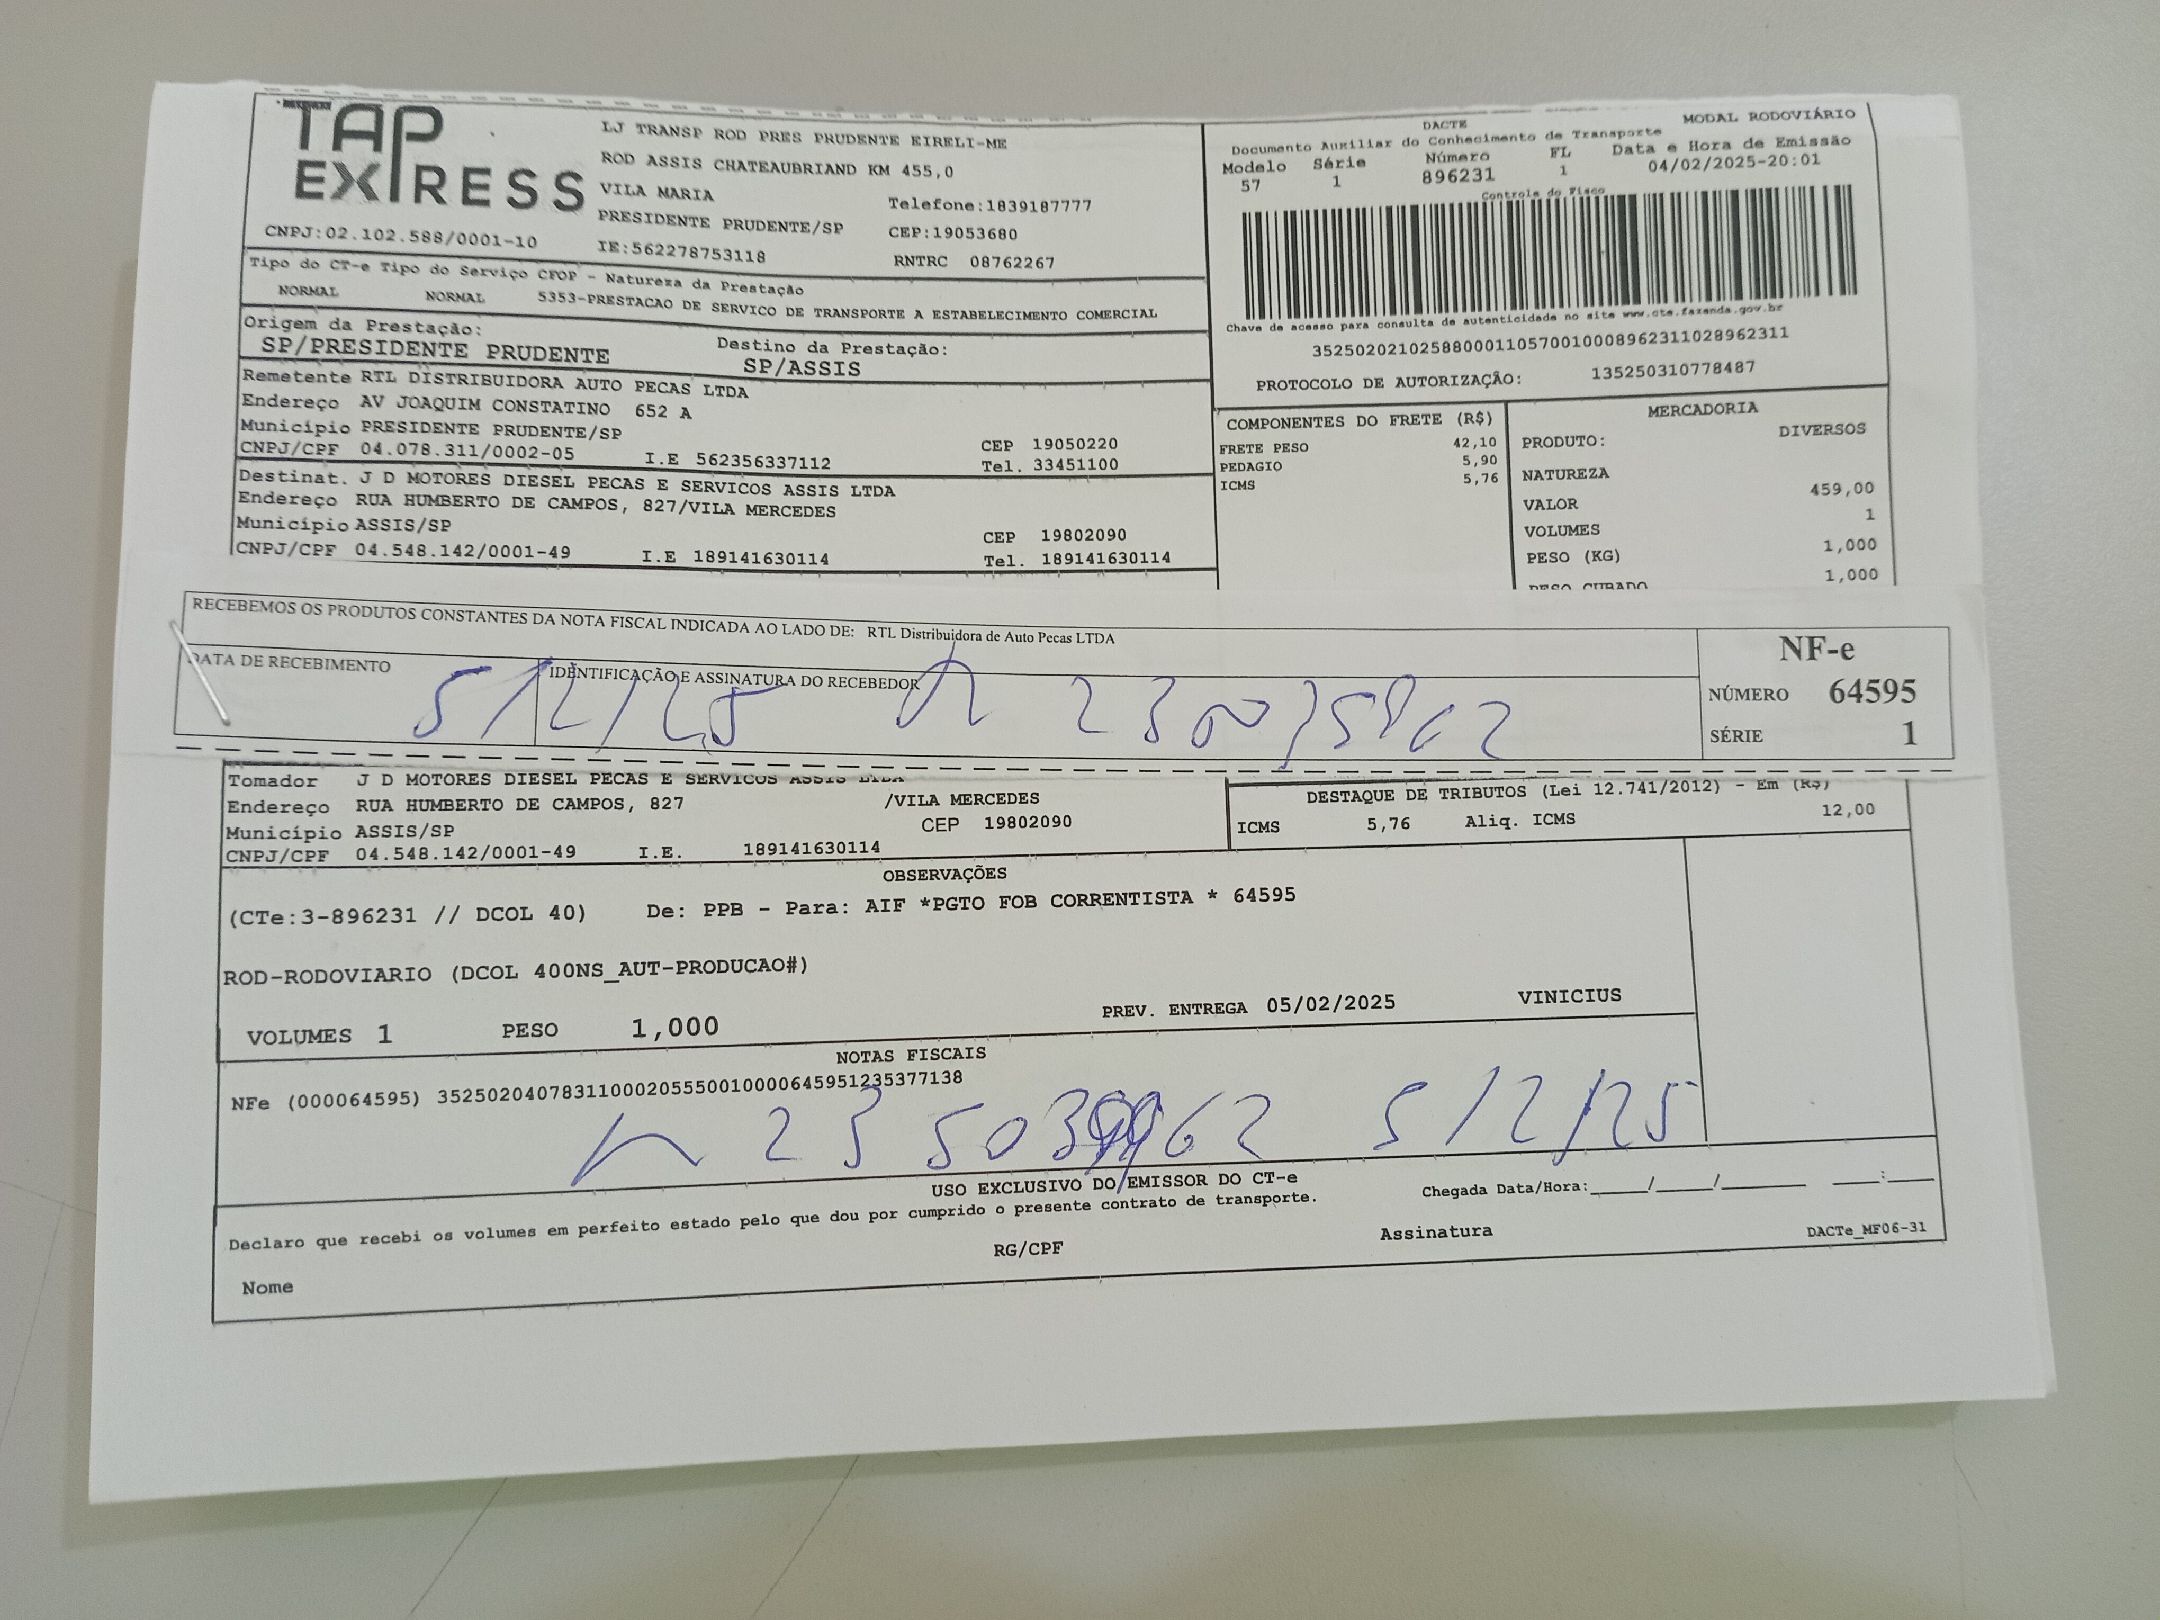 TAP EXPRESS
LJ TRANSP ROD PRES PRUDENTE EIRELI-ME
ROD ASSIS CHATEAUBRIAND KM 455,0
VILA MARIA
Telefone:1839187777
PRESIDENTE PRUDENTE/SP
CEP:19053680
CNPJ:02.102.588/0001-10
IE:562278753118
RNTRC 08762267
DACTE
MODAL RODOVIÁRIO
Documento Auxiliar do Conhecimento de Transporte
Modelo Série Número FL Data e Hora de Emissão
57 1 896231 1 04/02/2025-20:01
Controle do Fisco
Chave de acesso para consulta de autenticidade no site www.cte.fazenda.gov.br
35250202102588000110570010008962311028962311
PROTOCOLO DE AUTORIZAÇÃO: 135250310778487
Tipo do CT-e Tipo do Serviço CFOP - Natureza da Prestação
NORMAL NORMAL 5353-PRESTACAO DE SERVICO DE TRANSPORTE A ESTABELECIMENTO COMERCIAL
Origem da Prestação: Destino da Prestação:
SP/PRESIDENTE PRUDENTE SP/ASSIS
Remetente RTL DISTRIBUIDORA AUTO PECAS LTDA
Endereço AV JOAQUIM CONSTATINO 652 A
Município PRESIDENTE PRUDENTE/SP CEP 19050220
CNPJ/CPF 04.078.311/0002-05 I.E 562356337112 Tel. 33451100
Destinat. J D MOTORES DIESEL PECAS E SERVICOS ASSIS LTDA
Endereço RUA HUMBERTO DE CAMPOS, 827/VILA MERCEDES
Município ASSIS/SP CEP 19802090
CNPJ/CPF 04.548.142/0001-49 I.E 189141630114 Tel. 189141630114
COMPONENTES DO FRETE (R$)
FRETE PESO 42,10
PEDAGIO 5,90
ICMS 5,76
MERCADORIA
PRODUTO: DIVERSOS
NATUREZA
VALOR 459,00
VOLUMES 1
PESO (KG) 1,000
PESO CUBADO 1,000
RECEBEMOS OS PRODUTOS CONSTANTES DA NOTA FISCAL INDICADA AO LADO DE: RTL Distribuidora de Auto Pecas LTDA
DATA DE RECEBIMENTO
IDENTIFICAÇÃO E ASSINATURA DO RECEBEDOR
5/2/25
NF-e
NÚMERO 64595
SÉRIE 1
Tomador J D MOTORES DIESEL PECAS E SERVICOS ASSIS LTDA
Endereço RUA HUMBERTO DE CAMPOS, 827 /VILA MERCEDES
Município ASSIS/SP CEP 19802090
CNPJ/CPF 04.548.142/0001-49 I.E. 189141630114
DESTAQUE DE TRIBUTOS (Lei 12.741/2012) - Em (R$)
ICMS 5,76 Aliq. ICMS 12,00
OBSERVAÇÕES
(CTe:3-896231 // DCOL 40) De: PPB - Para: AIF *PGTO FOB CORRENTISTA * 64595
ROD-RODOVIARIO (DCOL 400NS_AUT-PRODUCAO#)
PREV. ENTREGA 05/02/2025 VINICIUS
VOLUMES 1 PESO 1,000
NOTAS FISCAIS
NFe (000064595) 35250204078311000205550010000645951235377138
5/2/25
USO EXCLUSIVO DO EMISSOR DO CT-e
Declaro que recebi os volumes em perfeito estado pelo que dou por cumprido o presente contrato de transporte.
Chegada Data/Hora:_____/_____/________ ____:____
Nome
RG/CPF
Assinatura
DACTe_MF06-31